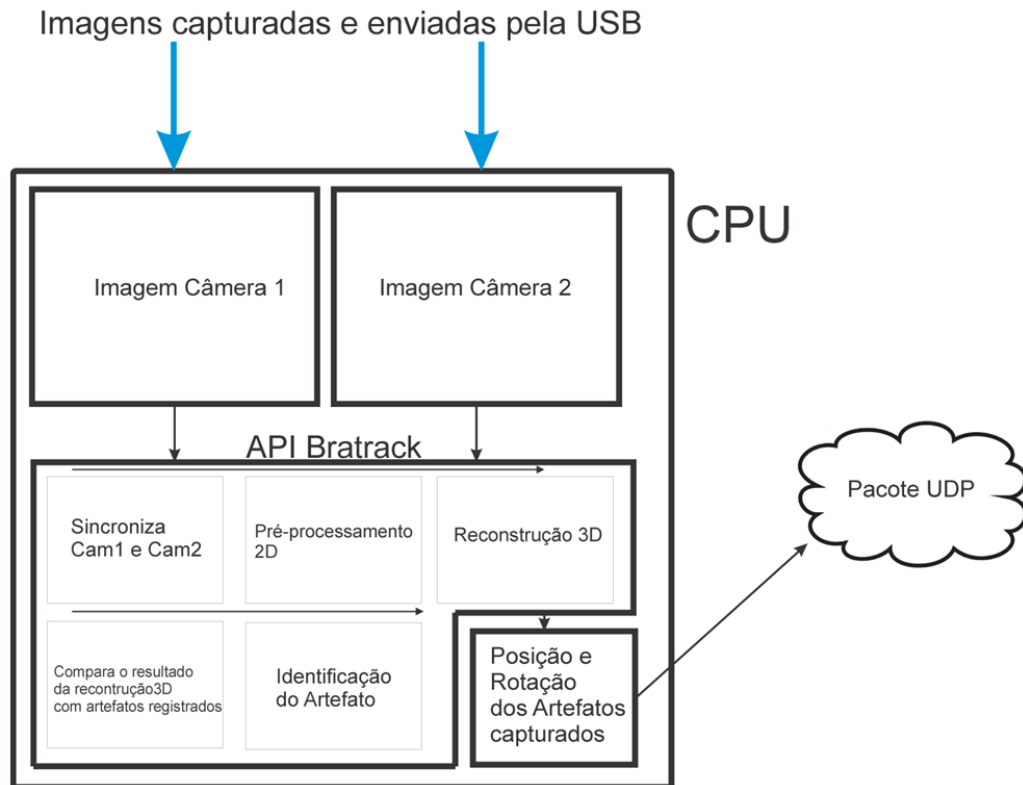 Imagens capturadas e enviadas pela USB
CPU
Imagem Câmera 1
Imagem Câmera 2
API Bratrack
Sincroniza
Cam1 e Cam2
Pré-processamento
2D
Reconstrução 3D
Pacote UDP
Compara o resultado
da recontrução3D
com artefatos registrados
Identificação
do Artefato
Posição e
Rotação
dos Artefatos
capturados